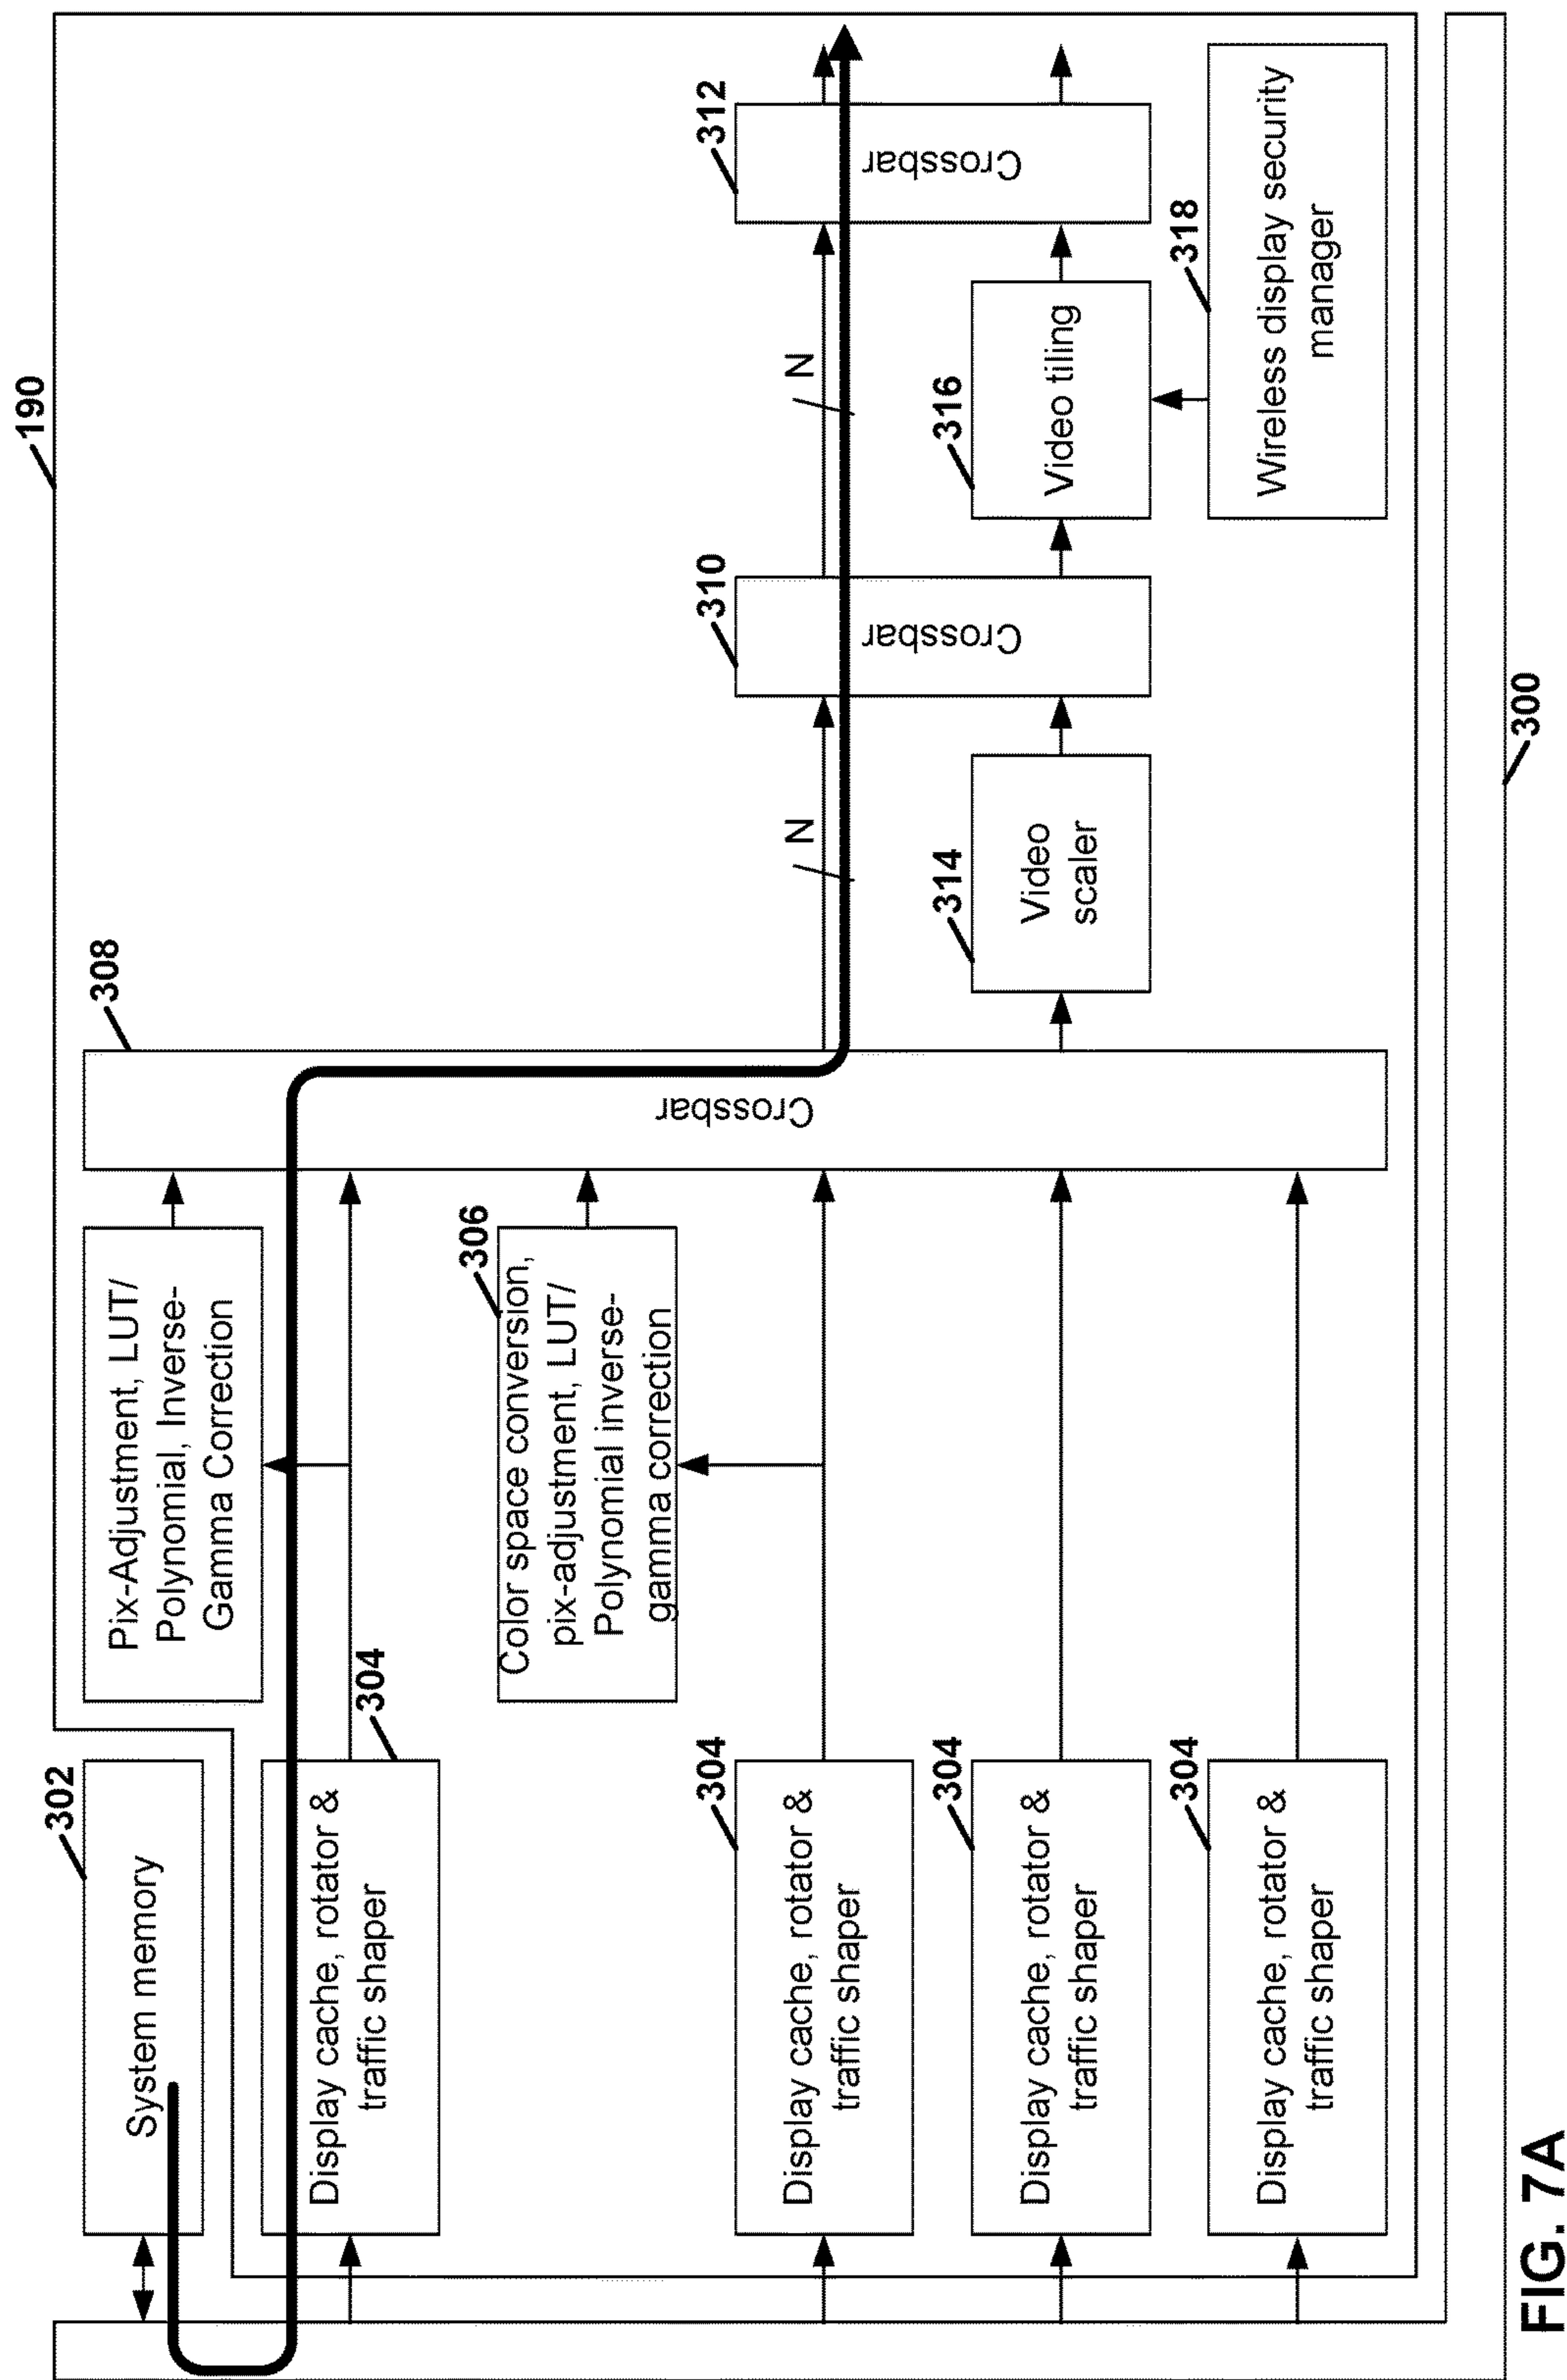 190
302
System memory
304
Display cache, rotator &
traffic shaper
Pix-Adjustment, LUT/
Polynomial, Inverse-
Gamma Correction
308
Crossbar
306
Color space conversion,
pix-adjustment, LUT/
Polynomial inverse-
gamma correction
304
Display cache, rotator &
traffic shaper
N
310
Crossbar
N
312
Crossbar
304
Display cache, rotator &
traffic shaper
314
Video
scaler
316
Video tiling
304
Display cache, rotator &
traffic shaper
318
Wireless display security
manager
300
FIG. 7A